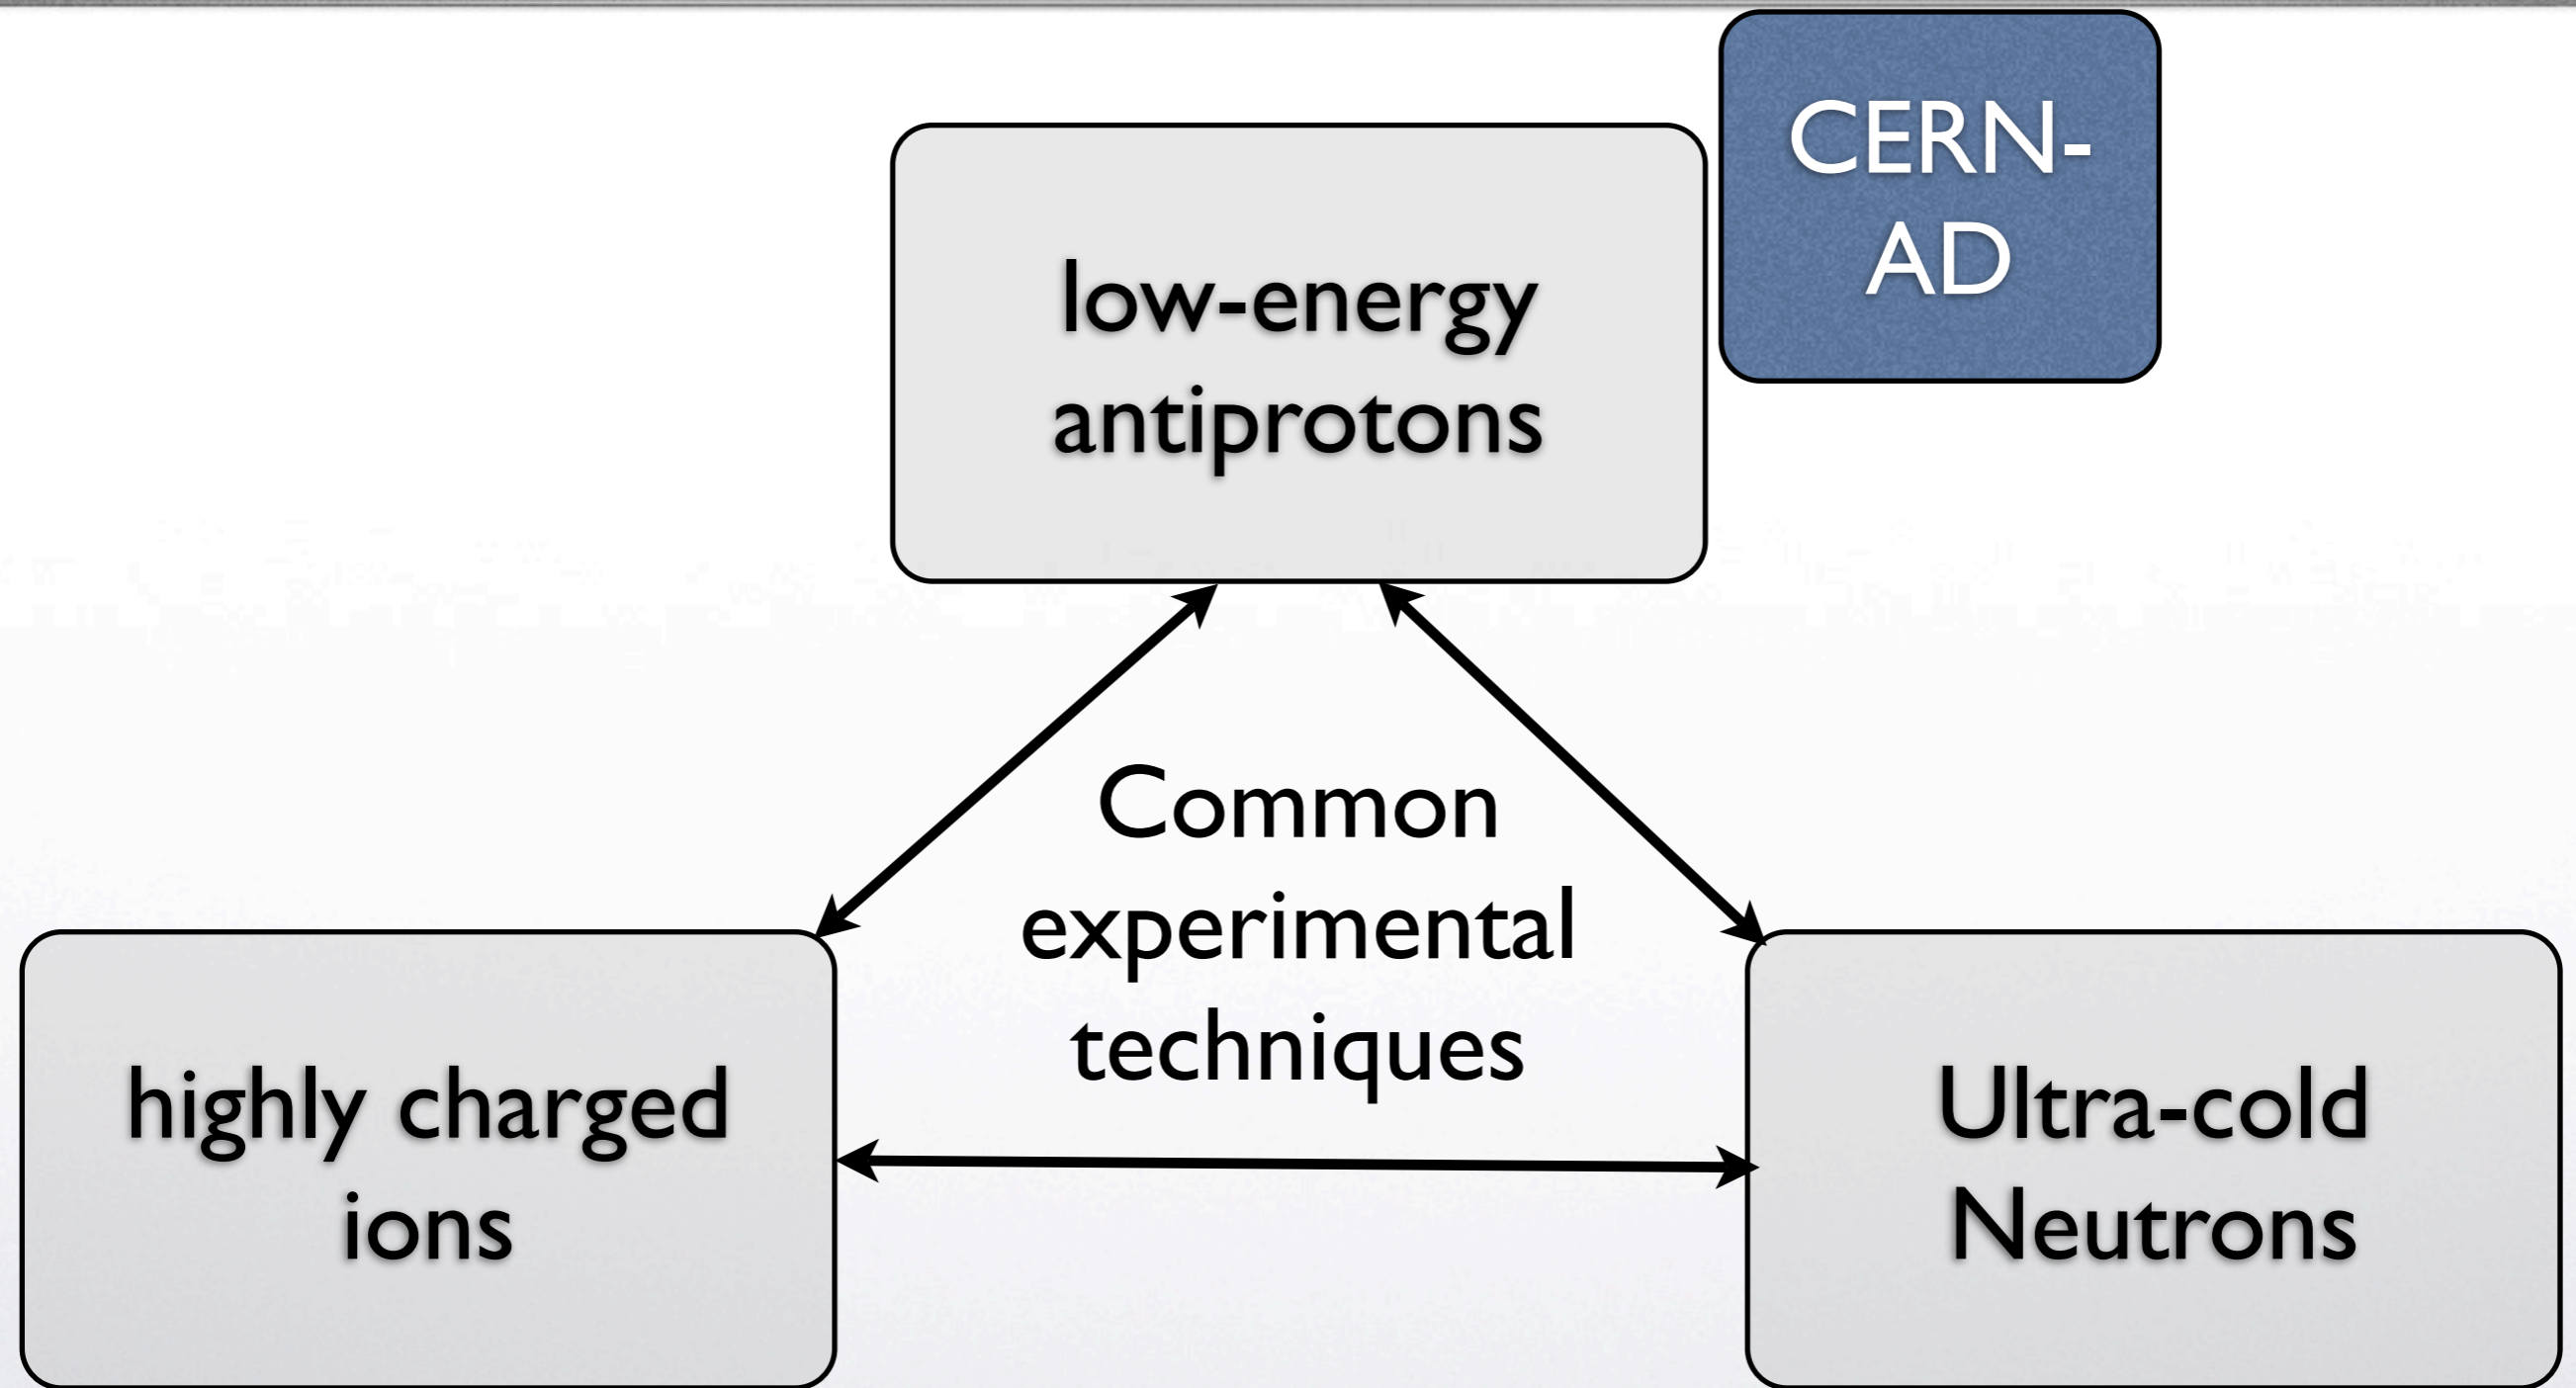 CERN-
AD
low-energy
antiprotons
Common
experimental
techniques
highly charged
ions
Ultra-cold
Neutrons